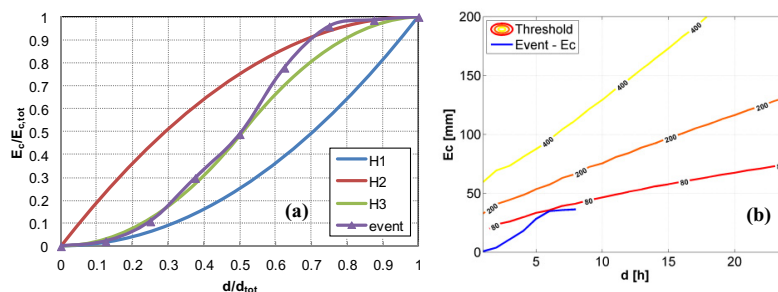 1
0.9
0.8
0.7
0.6
0.5
0.4
0.3
0.2
0.1
0
Ec/Ec,tot
0 0.1 0.2 0.3 0.4 0.5 0.6 0.7 0.8 0.9 1
d/dtot
(a)
H1
H2
H3
event
200
150
100
50
0
Ec [mm]
5 10 15 20
d [h]
Threshold
Event - Ec
400
400
400
200
200
200
80
80
80
(b)